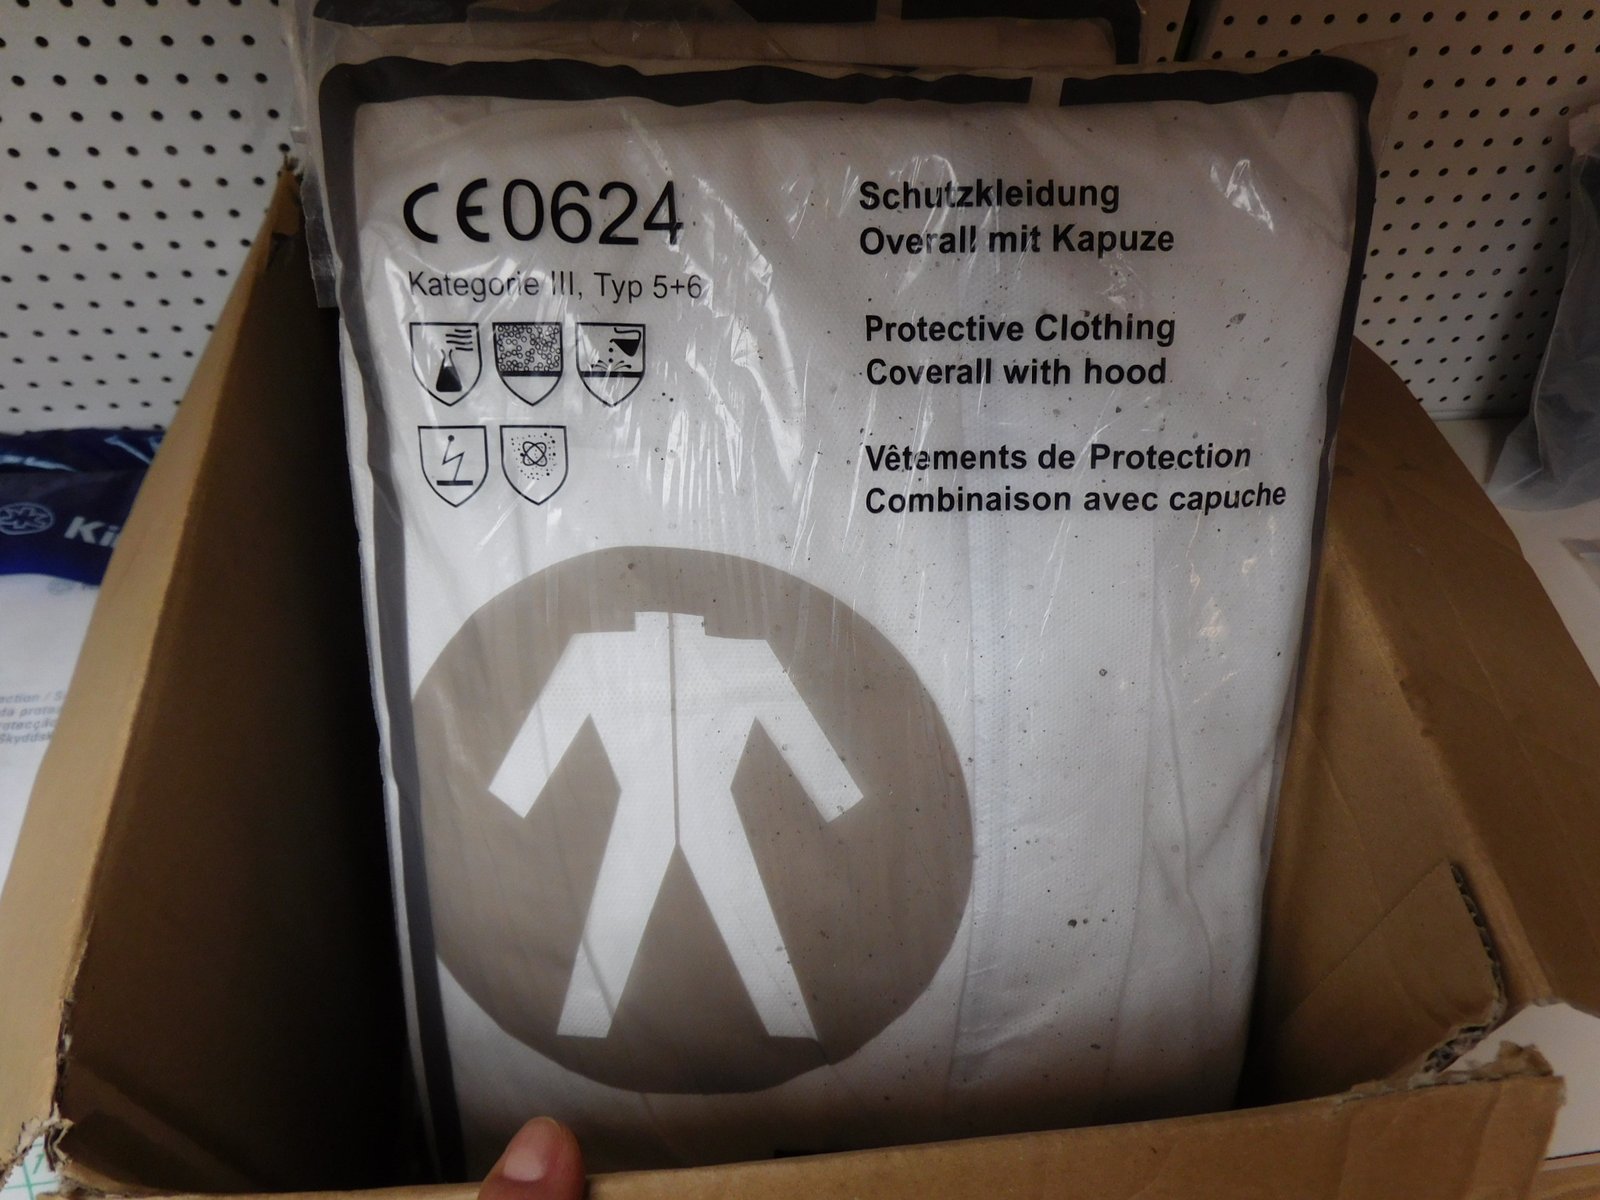 CE0624
Kategorie III, Typ 5+6
Schutzkleidung
Overall mit Kapuze
Protective Clothing
Coverall with hood
Vêtements de Protection
Combinaison avec capuche